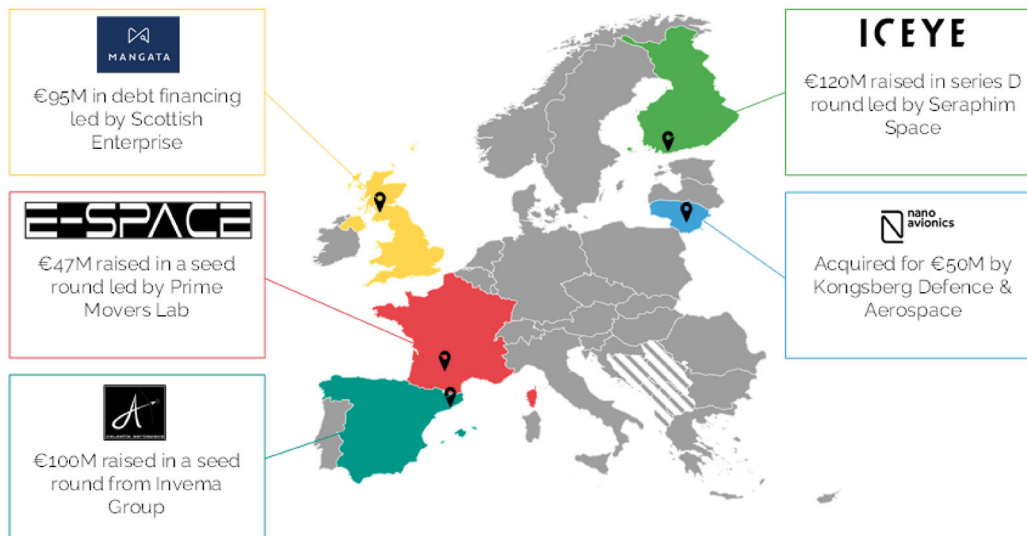 MANGATA
€95M in debt financing
led by Scottish
Enterprise
E-SPACE
€47M raised in a seed
round led by Prime
Movers Lab
€100M raised in a seed
round from Invema
Group
ICEYE
€120M raised in series D
round led by Seraphim
Space
nano
avionics
Acquired for €50M by
Kongsberg Defence &
Aerospace